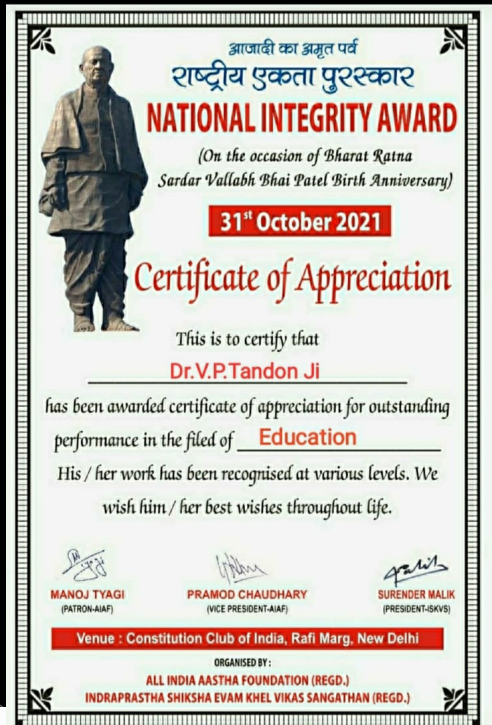 आजादी का अमृत पर्व
राष्ट्रीय एकता पुरस्कार
NATIONAL INTEGRITY AWARD
(On the occasion of Bharat Ratna
Sardar Vallabh Bhai Patel Birth Anniversary)
31st October 2021
Certificate of Appreciation
This is to certify that
Dr.V.P.Tandon Ji
has been awarded certificate of appreciation for outstanding
performance in the filed of Education
His / her work has been recognised at various levels. We
wish him / her best wishes throughout life.
MANOJ TYAGI PRAMOD CHAUDHARY SURENDER MALIK
(PATRON-AIAF) (VICE PRESIDENT-AIAF) (PRESIDENT-ISKVS)
Venue : Constitution Club of India, Rafi Marg, New Delhi
ORGANISED BY :
ALL INDIA AASTHA FOUNDATION (REGD.)
INDRAPRASTHA SHIKSHA EVAM KHEL VIKAS SANGATHAN (REGD.)